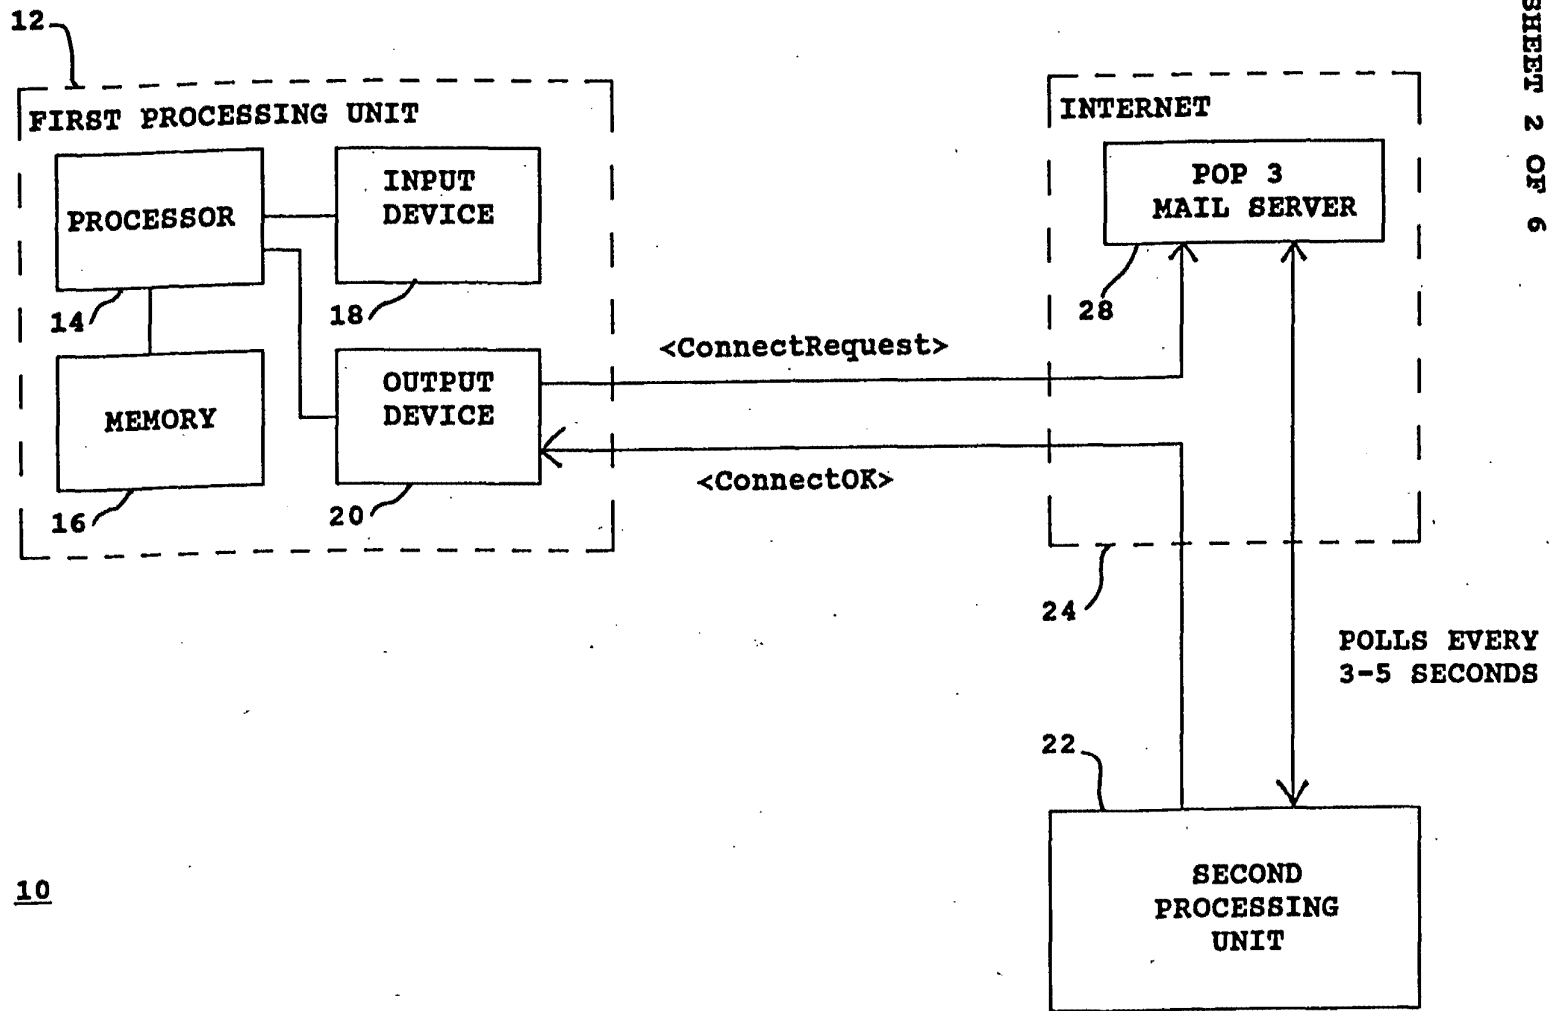 SHEET 2 OF 6
12
FIRST PROCESSING UNIT
PROCESSOR
14
INPUT
DEVICE
18
MEMORY
16
OUTPUT
DEVICE
20
<ConnectRequest>
<ConnectOK>
INTERNET
POP 3
MAIL SERVER
28
24
POLLS EVERY
3-5 SECONDS
22
SECOND
PROCESSING
UNIT
10